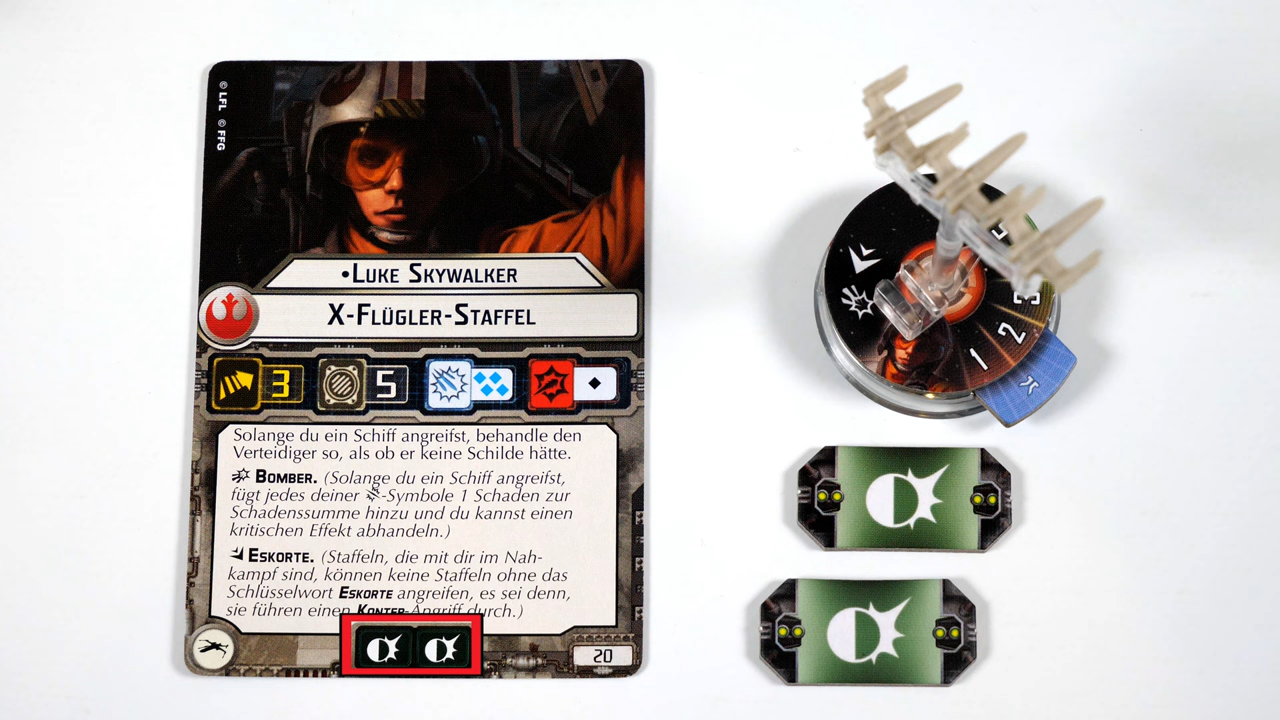 © LFL © FFG
•Luke Skywalker
X-Flügler-Staffel
3 5
Solange du ein Schiff angreifst, behandle den
Verteidiger so, als ob er keine Schilde hätte.
Bomber. (Solange du ein Schiff angreifst,
fügt jedes deiner -Symbole 1 Schaden zur
Schadenssumme hinzu und du kannst einen
kritischen Effekt abhandeln.)
Eskorte. (Staffeln, die mit dir im Nah-
kampf sind, können keine Staffeln ohne das
Schlüsselwort Eskorte angreifen, es sei denn,
sie führen einen Konter-Angriff durch.)
20
1 2 3